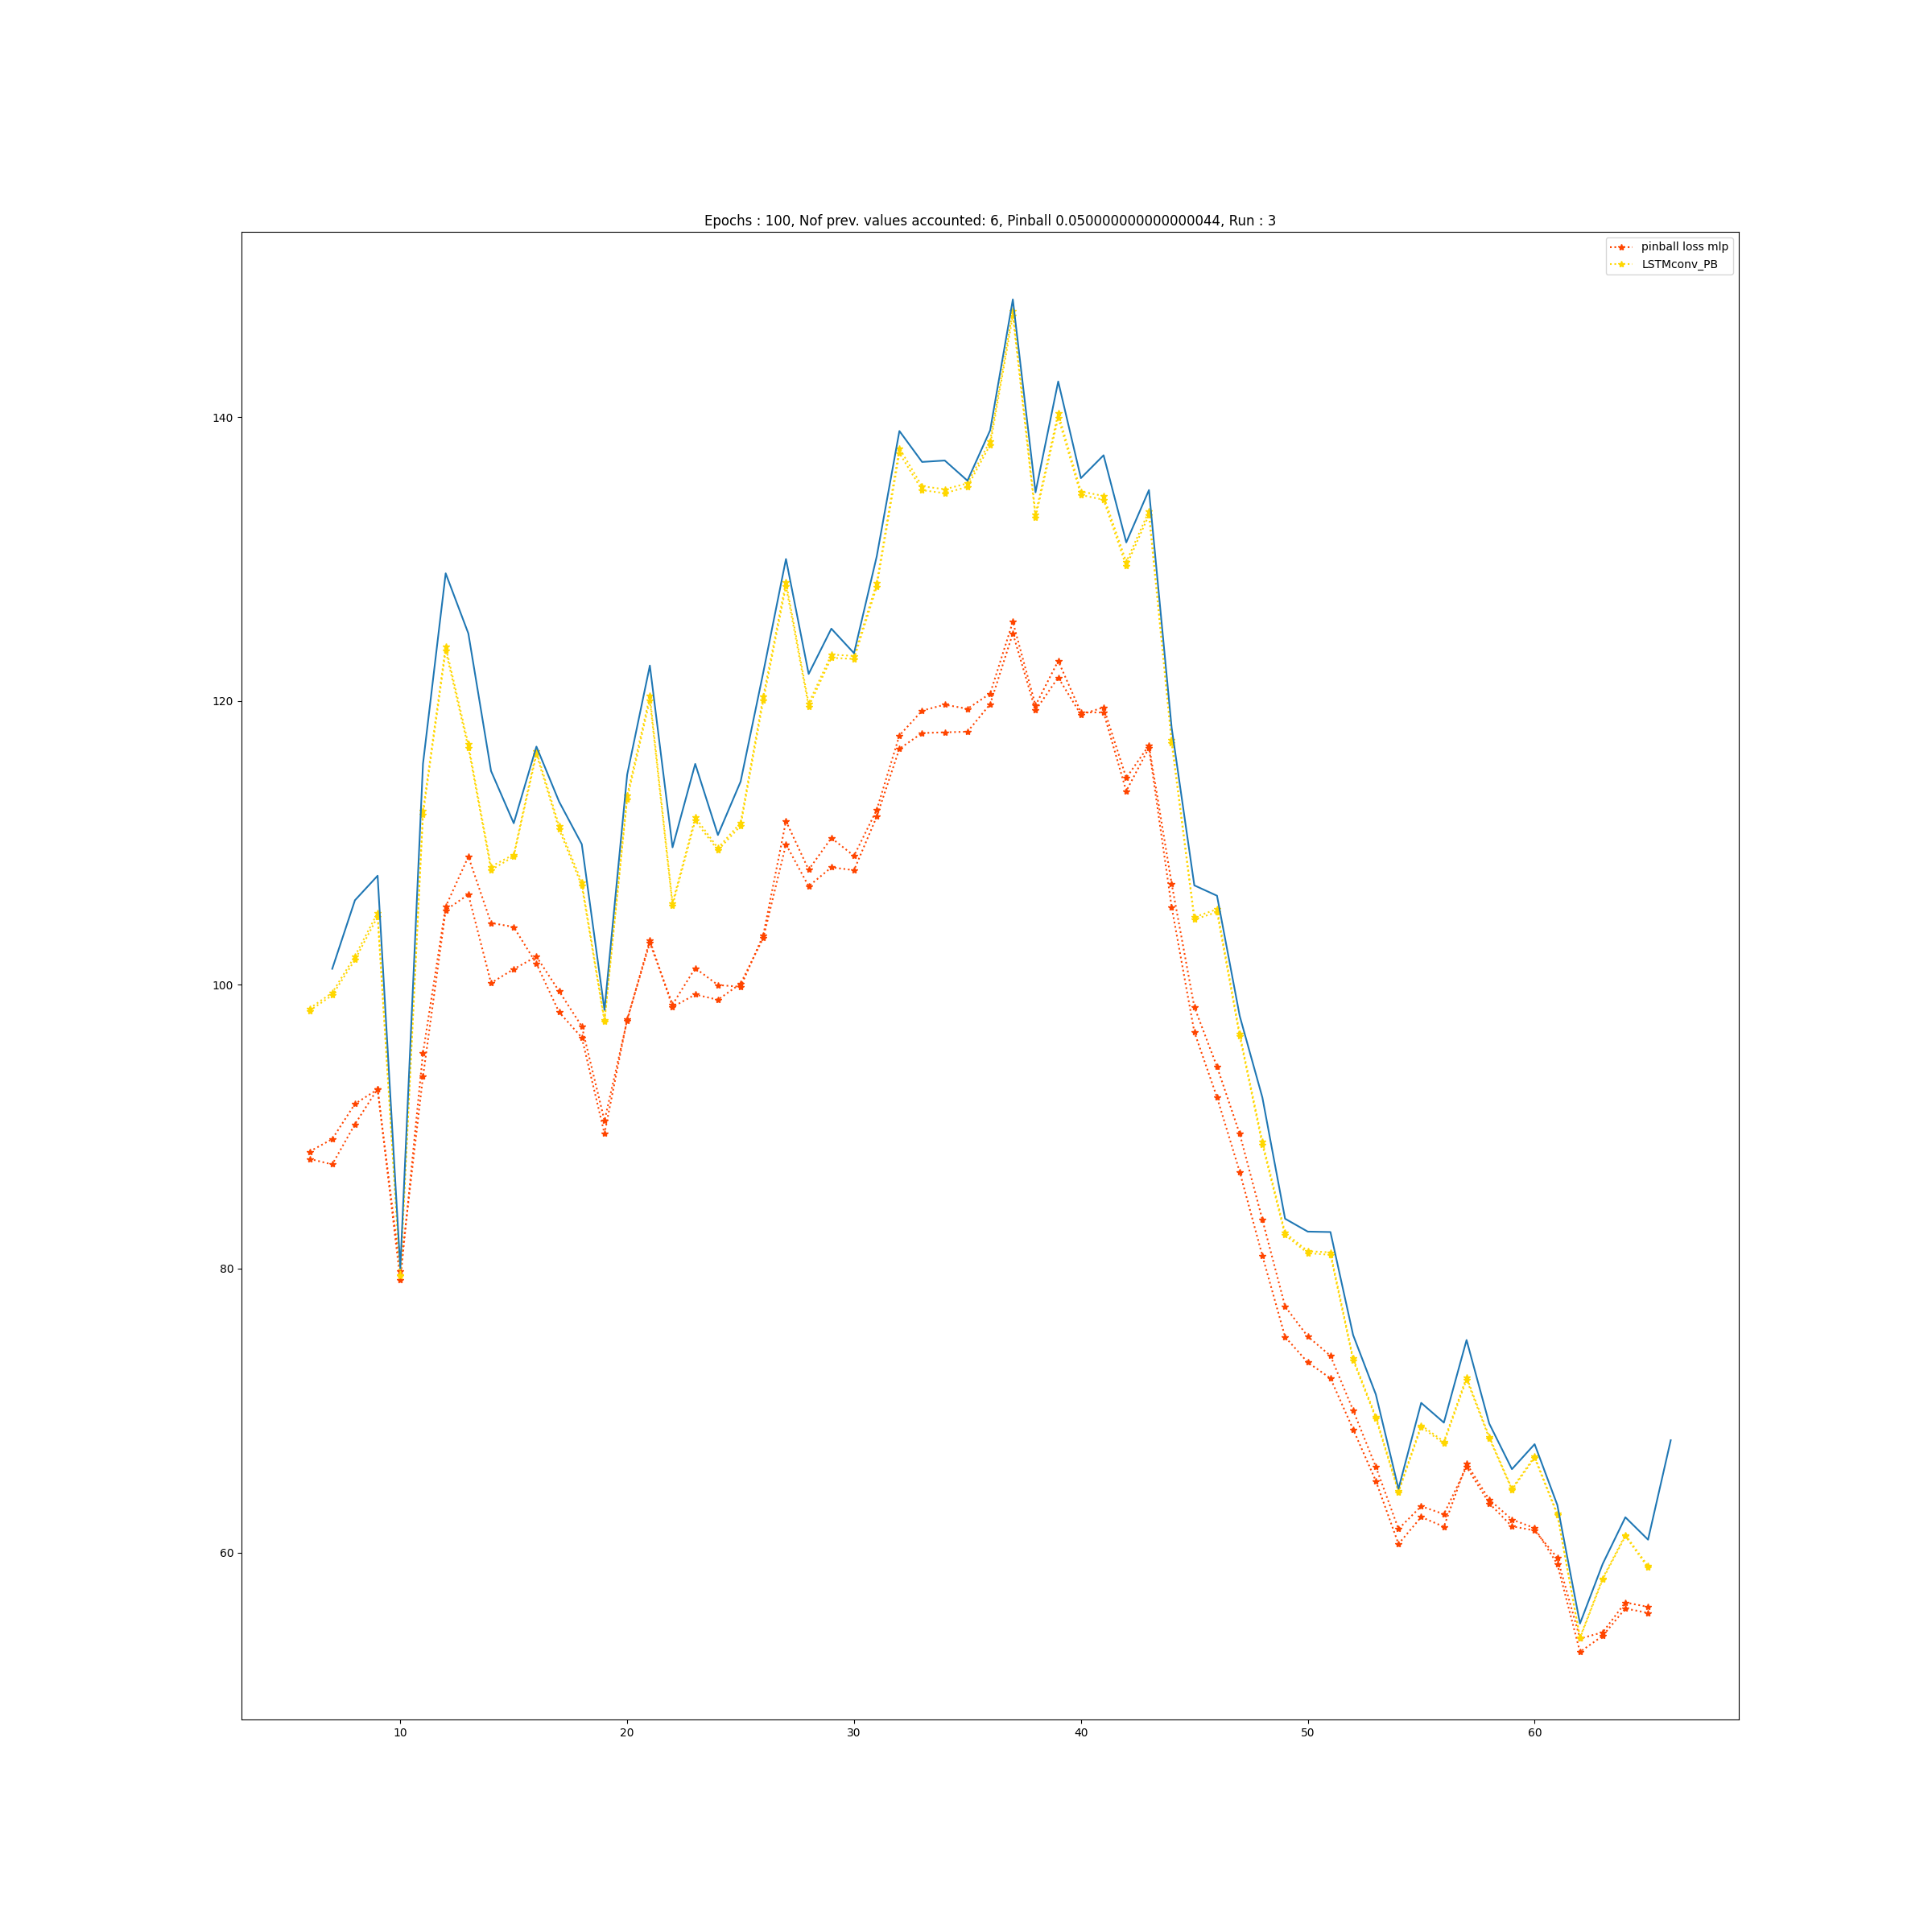 Epochs : 100, Nof prev. values accounted: 6, Pinball 0.050000000000000044, Run : 3
pinball loss mlp
LSTMconv_PB
140
120
100
80
60
10 20 30 40 50 60